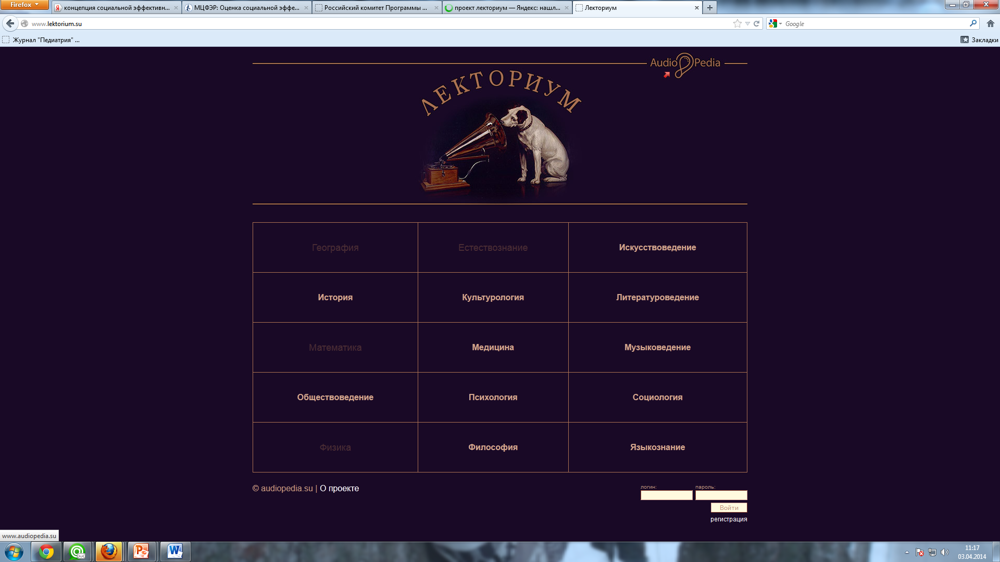 Firefox
концепция социальной эффективн...
МЦФЭР: Оценка социальной эффе...
Российский комитет Программы ...
проект лекториум — Яндекс: нашл...
Лекториум
www.lektorium.su
Google
Журнал "Педиатрия" ...
Закладки
AudioPedia
ЛЕКТОРИУМ
География
Естествознание
Искусствоведение
История
Культурология
Литературоведение
Математика
Медицина
Музыковедение
Обществоведение
Психология
Социология
Физика
Философия
Языкознание
© audiopedia.su | О проекте
логин:
пароль:
Войти
регистрация
www.audiopedia.su
11:17
03.04.2014